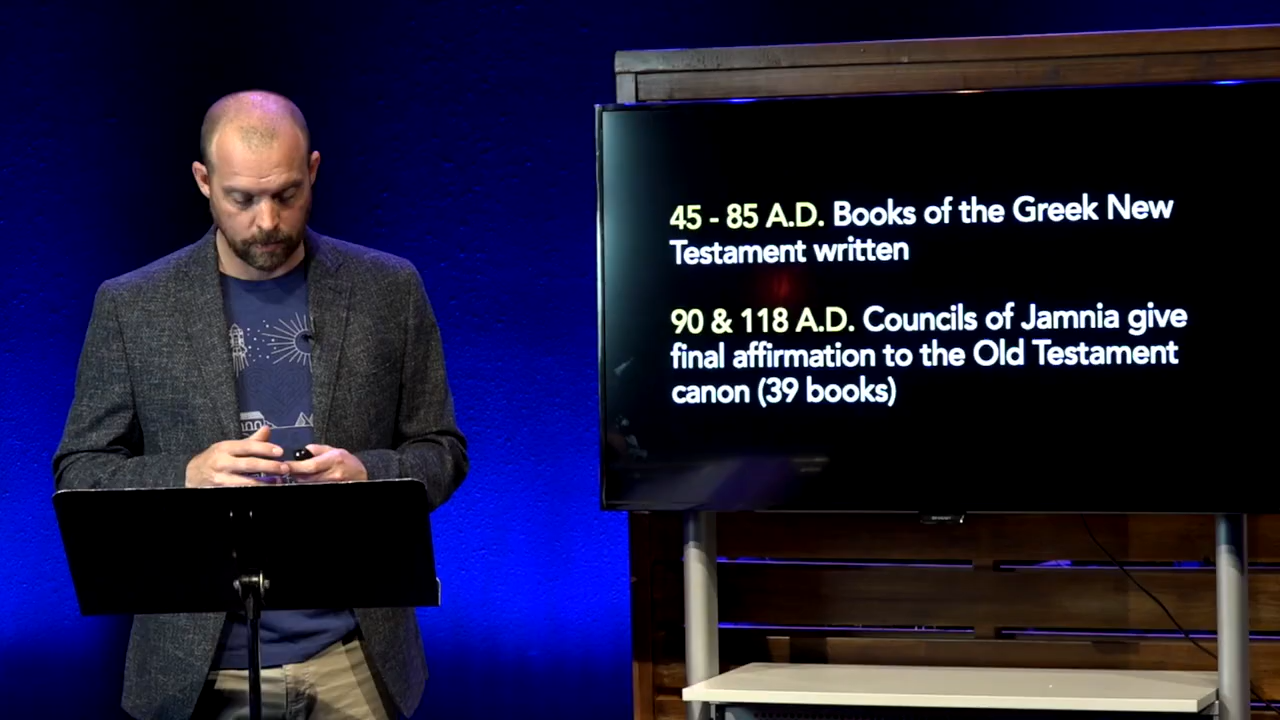 45 - 85 A.D. Books of the Greek New
Testament written
90 & 118 A.D. Councils of Jamnia give
final affirmation to the Old Testament
canon (39 books)